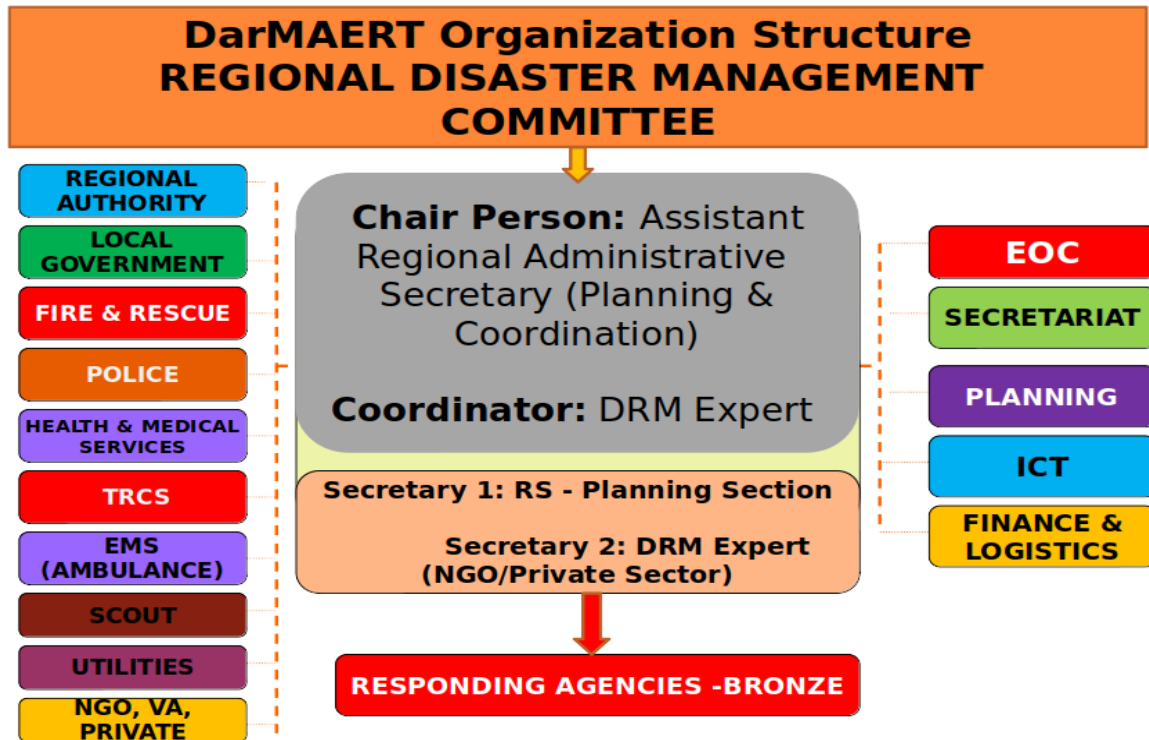 DarMAERT Organization Structure
REGIONAL DISASTER MANAGEMENT
COMMITTEE
REGIONAL
AUTHORITY
LOCAL
GOVERNMENT
FIRE & RESCUE
POLICE
HEALTH & MEDICAL
SERVICES
TRCS
EMS
(AMBULANCE)
SCOUT
UTILITIES
NGO, VA,
PRIVATE
Chair Person: Assistant
Regional Administrative
Secretary (Planning &
Coordination)
Coordinator: DRM Expert
Secretary 1: RS - Planning Section
Secretary 2: DRM Expert
(NGO/Private Sector)
RESPONDING AGENCIES -BRONZE
EOC
SECRETARIAT
PLANNING
ICT
FINANCE &
LOGISTICS